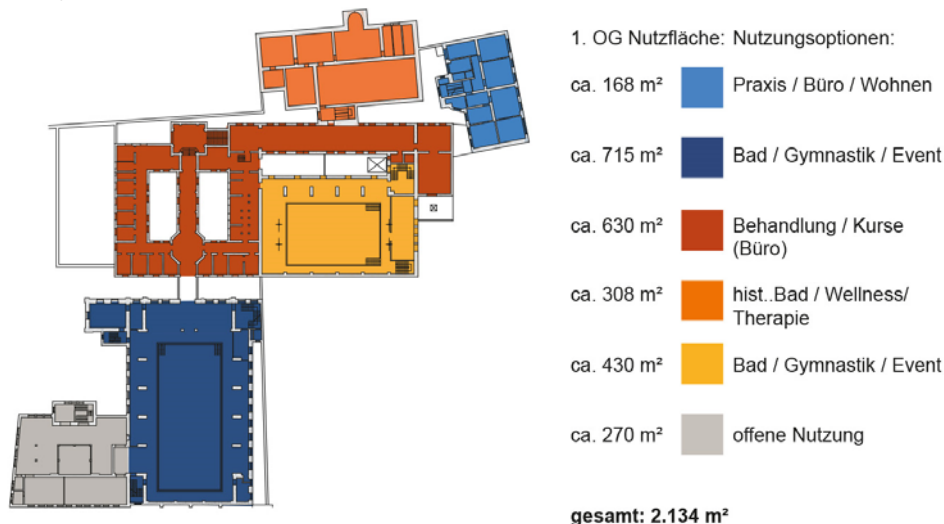 1. OG Nutzfläche: Nutzungsoptionen:
ca. 168 m² Praxis / Büro / Wohnen
ca. 715 m² Bad / Gymnastik / Event
ca. 630 m² Behandlung / Kurse
(Büro)
ca. 308 m² hist..Bad / Wellness/
Therapie
ca. 430 m² Bad / Gymnastik / Event
ca. 270 m² offene Nutzung
gesamt: 2.134 m²